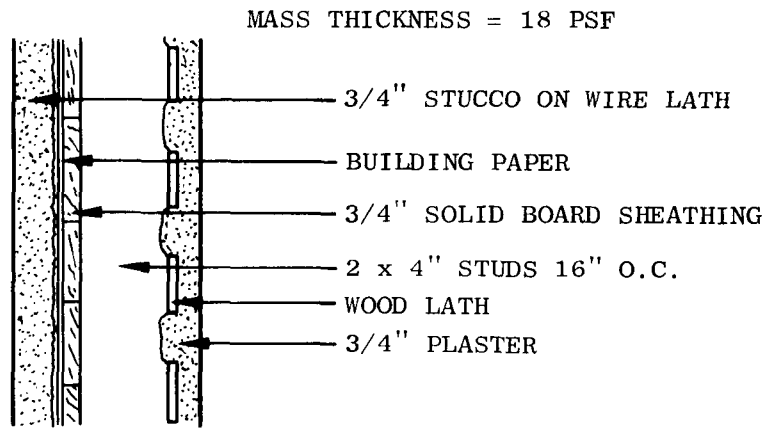 MASS THICKNESS = 18 PSF
3/4" STUCCO ON WIRE LATH
BUILDING PAPER
3/4" SOLID BOARD SHEATHING
2 x 4" STUDS 16" O.C.
WOOD LATH
3/4" PLASTER